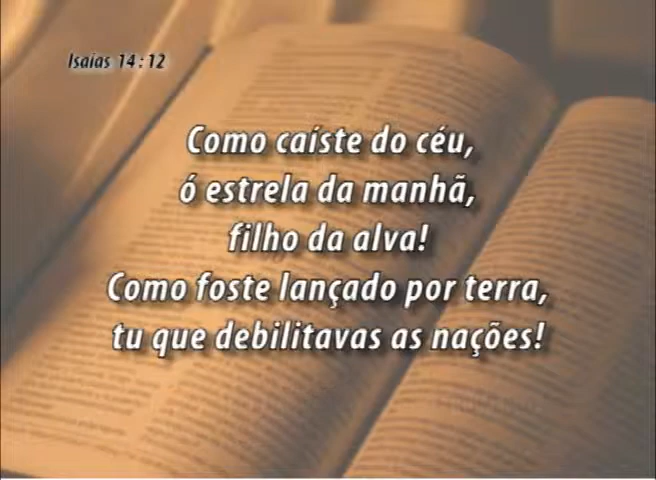 Isaías 14:12
Como caíste do céu,
ó estrela da manhã,
filho da alva!
Como foste lançado por terra,
tu que debilitavas as nações!